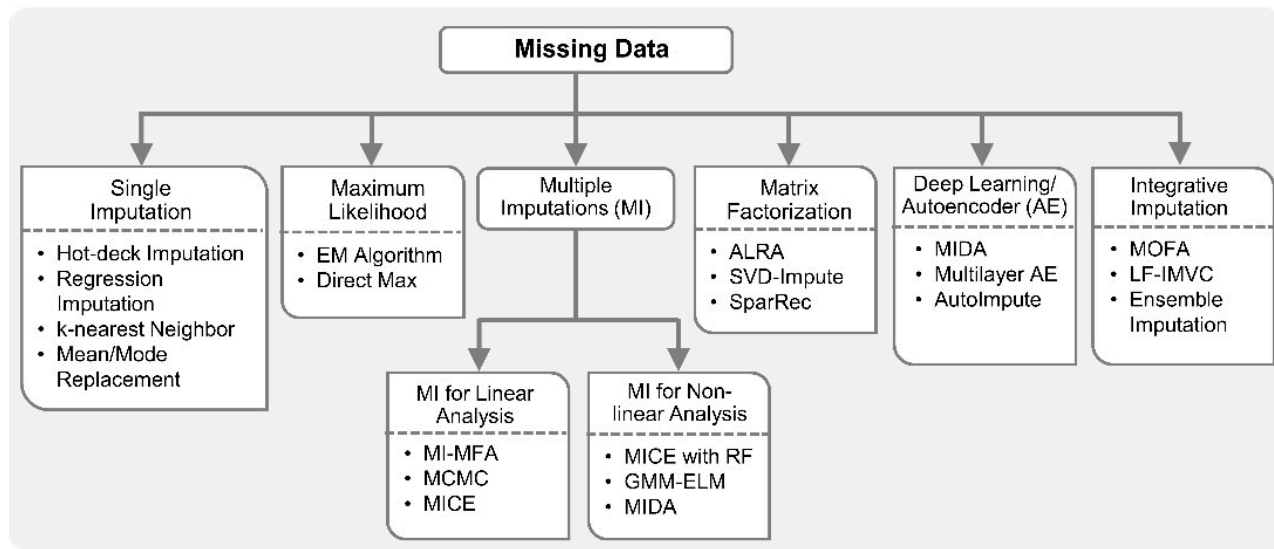 Missing Data
Single
Imputation
• Hot-deck Imputation
• Regression
Imputation
• k-nearest Neighbor
• Mean/Mode
Replacement
Maximum
Likelihood
• EM Algorithm
• Direct Max
Multiple
Imputations (MI)
MI for Linear
Analysis
• MI-MFA
• MCMC
• MICE
MI for Non-
linear Analysis
• MICE with RF
• GMM-ELM
• MIDA
Matrix
Factorization
• ALRA
• SVD-Impute
• SparRec
Deep Learning/
Autoencoder (AE)
• MIDA
• Multilayer AE
• AutoImpute
Integrative
Imputation
• MOFA
• LF-IMVC
• Ensemble
Imputation